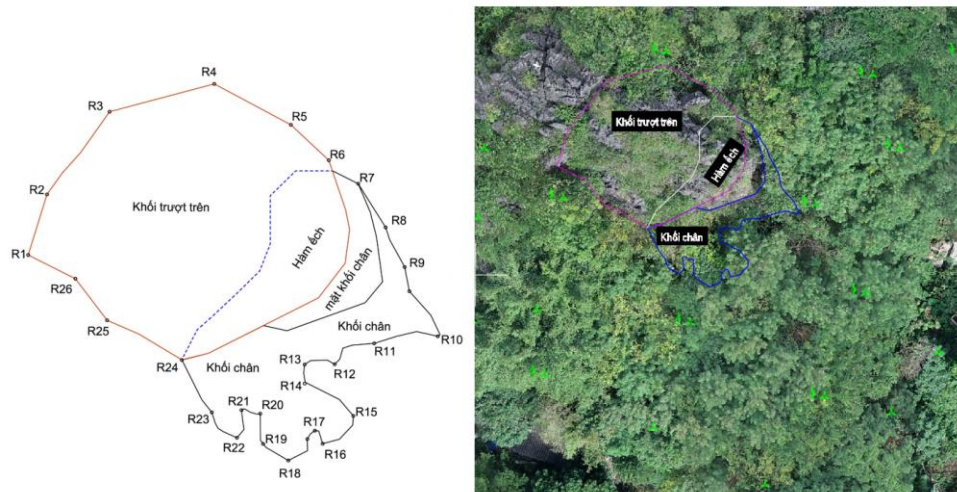 R4
R3
R5
R6
R7
R2
Khối trượt trên
R8
Hàm ếch
R1
R9
R26
mặt khối chân
R25
Khối chân
R10
R11
R24
Khối chân
R13
R12
R14
R23
R21
R20
R15
R17
R22
R19
R16
R18
Khối trượt trên
Hàm ếch
Khối chân